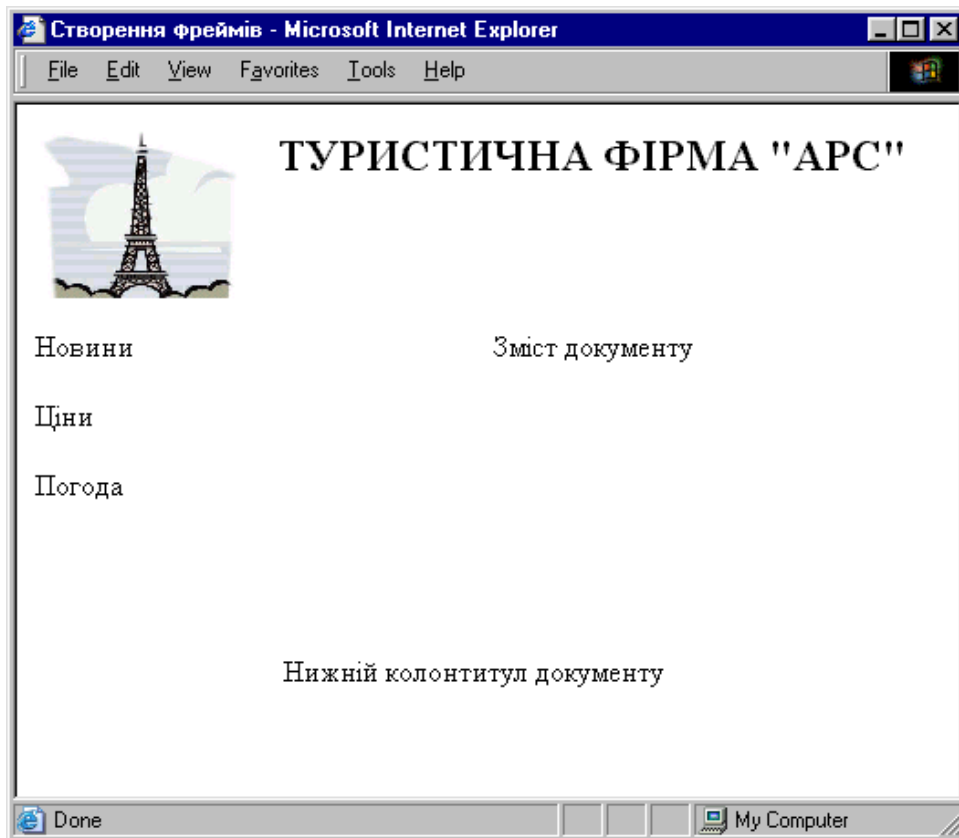 Створення фреймів - Microsoft Internet Explorer
File Edit View Favorites Tools Help
ТУРИСТИЧНА ФІРМА "АРС"
Новини Зміст документу
Ціни
Погода
Нижній колонтитул документу
Done My Computer